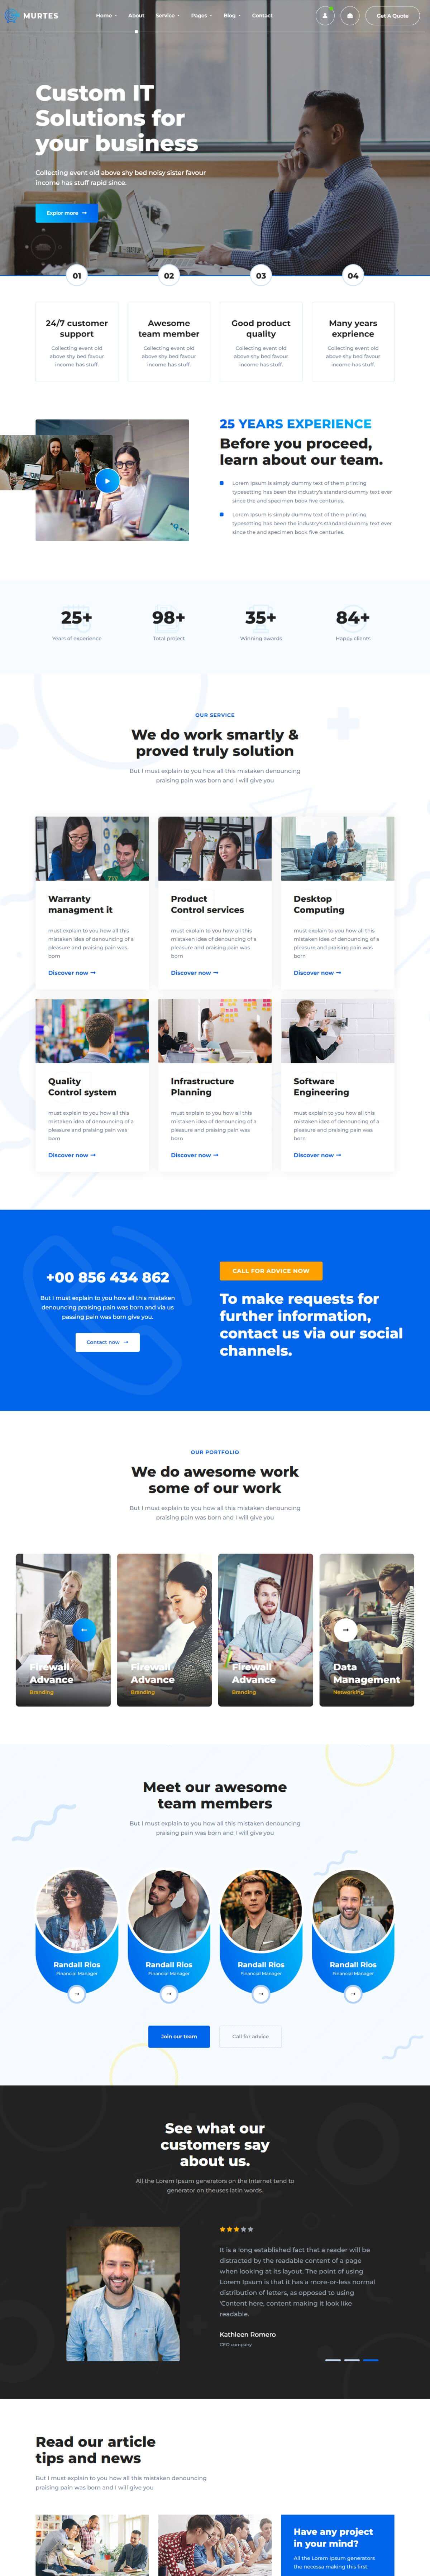 MURTES
Home
About
Service
Pages
Blog
Contact
Get A Quote
Custom IT
Solutions for
your business
Collecting event old above shy bed noisy sister favour
income has stuff rapid since.
Explor more
01
02
03
04
24/7 customer
support
Collecting event old
above shy bed favour
income has stuff.
Awesome
team member
Collecting event old
above shy bed favour
income has stuff.
Good product
quality
Collecting event old
above shy bed favour
income has stuff.
Many years
exprience
Collecting event old
above shy bed favour
income has stuff.
25 YEARS EXPERIENCE
Before you proceed,
learn about our team.
Lorem Ipsum is simply dummy text of them printing
typesetting has been the industry's standard dummy text ever
since the and specimen book five centuries.
Lorem Ipsum is simply dummy text of them printing
typesetting has been the industry's standard dummy text ever
since the and specimen book five centuries.
25+
Years of experience
98+
Total project
35+
Winning awards
84+
Happy clients
OUR SERVICE
We do work smartly &
proved truly solution
But I must explain to you how all this mistaken denouncing
praising pain was born and I will give you
Warranty
managment it
must explain to you how all this
mistaken idea of denouncing of a
pleasure and praising pain was
born
Discover now
Product
Control services
must explain to you how all this
mistaken idea of denouncing of a
pleasure and praising pain was
born
Discover now
Desktop
Computing
must explain to you how all this
mistaken idea of denouncing of a
pleasure and praising pain was
born
Discover now
Quality
Control system
must explain to you how all this
mistaken idea of denouncing of a
pleasure and praising pain was
born
Discover now
Infrastructure
Planning
must explain to you how all this
mistaken idea of denouncing of a
pleasure and praising pain was
born
Discover now
Software
Engineering
must explain to you how all this
mistaken idea of denouncing of a
pleasure and praising pain was
born
Discover now
+00 856 434 862
But I must explain to you how all this mistaken
denouncing praising pain was born and via us
passing pain was born give you.
Contact now
CALL FOR ADVICE NOW
To make requests for
further information,
contact us via our social
channels.
OUR PORTFOLIO
We do awesome work
some of our work
But I must explain to you how all this mistaken denouncing
praising pain was born and I will give you
Firewall
Advance
Branding
Firewall
Advance
Branding
Firewall
Advance
Branding
Data
Management
Networking
Meet our awesome
team members
But I must explain to you how all this mistaken denouncing
praising pain was born and I will give you
Randall Rios
Financial Manager
Randall Rios
Financial Manager
Randall Rios
Financial Manager
Randall Rios
Financial Manager
Join our team
Call for advice
See what our
customers say
about us.
All the Lorem Ipsum generators on the Internet tend to
generator on theuses latin words.
It is a long established fact that a reader will be
distracted by the readable content of a page
when looking at its layout. The point of using
Lorem Ipsum is that it has a more-or-less normal
distribution of letters, as opposed to using
'Content here, content making it look like
readable.
Kathleen Romero
CEO company
Read our article
tips and news
But I must explain to you how all this mistaken denouncing
praising pain was born and I will give you
Have any project
in your mind?
All the Lorem Ipsum generators
the necessa making this first.